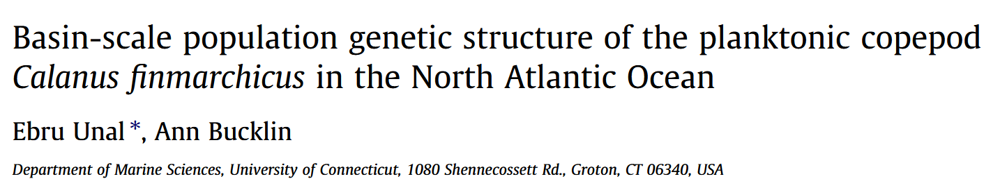 Basin-scale population genetic structure of the planktonic copepod
Calanus finmarchicus in the North Atlantic Ocean
Ebru Unal*, Ann Bucklin
Department of Marine Sciences, University of Connecticut, 1080 Shennecossett Rd., Groton, CT 06340, USA